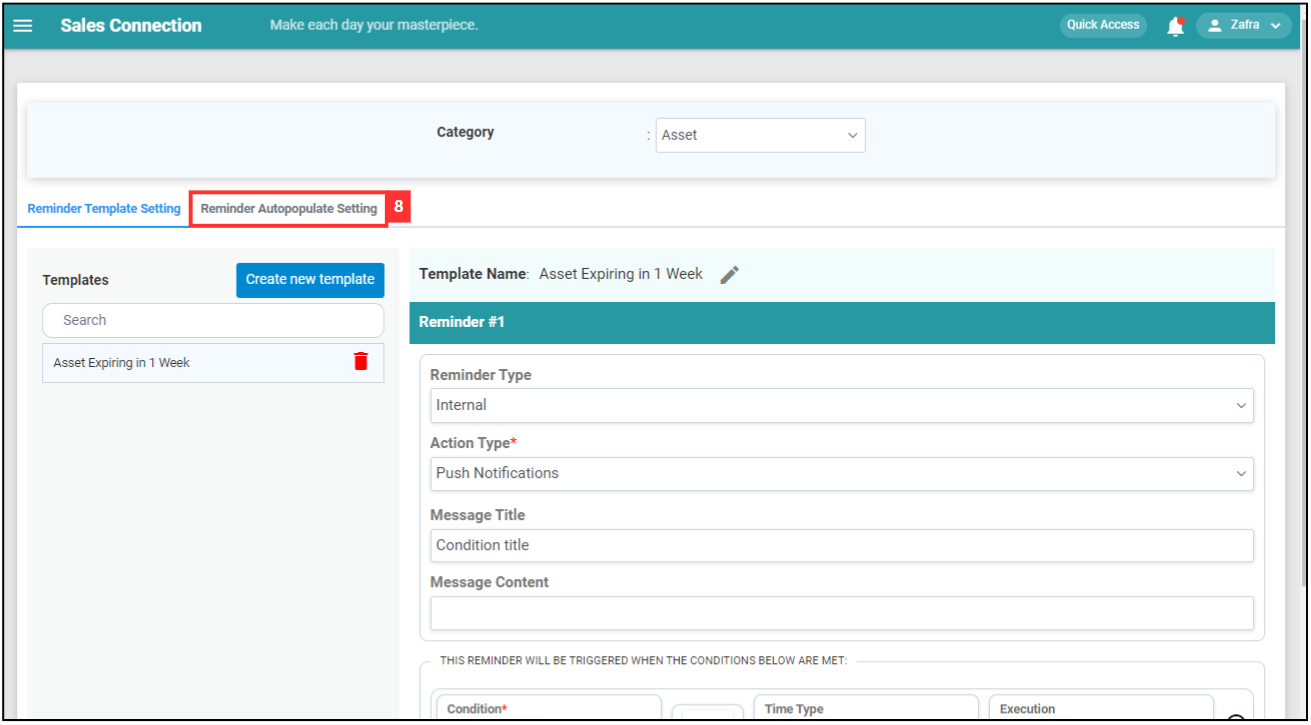 Sales Connection Make each day your masterpiece. Quick Access Zafra
Category : Asset
Reminder Template Setting Reminder Autopopulate Setting 8
Templates Create new template
Search
Asset Expiring in 1 Week
Template Name: Asset Expiring in 1 Week
Reminder #1
Reminder Type
Internal
Action Type*
Push Notifications
Message Title
Condition title
Message Content
THIS REMINDER WILL BE TRIGGERED WHEN THE CONDITIONS BELOW ARE MET:
Condition* Time Type Execution